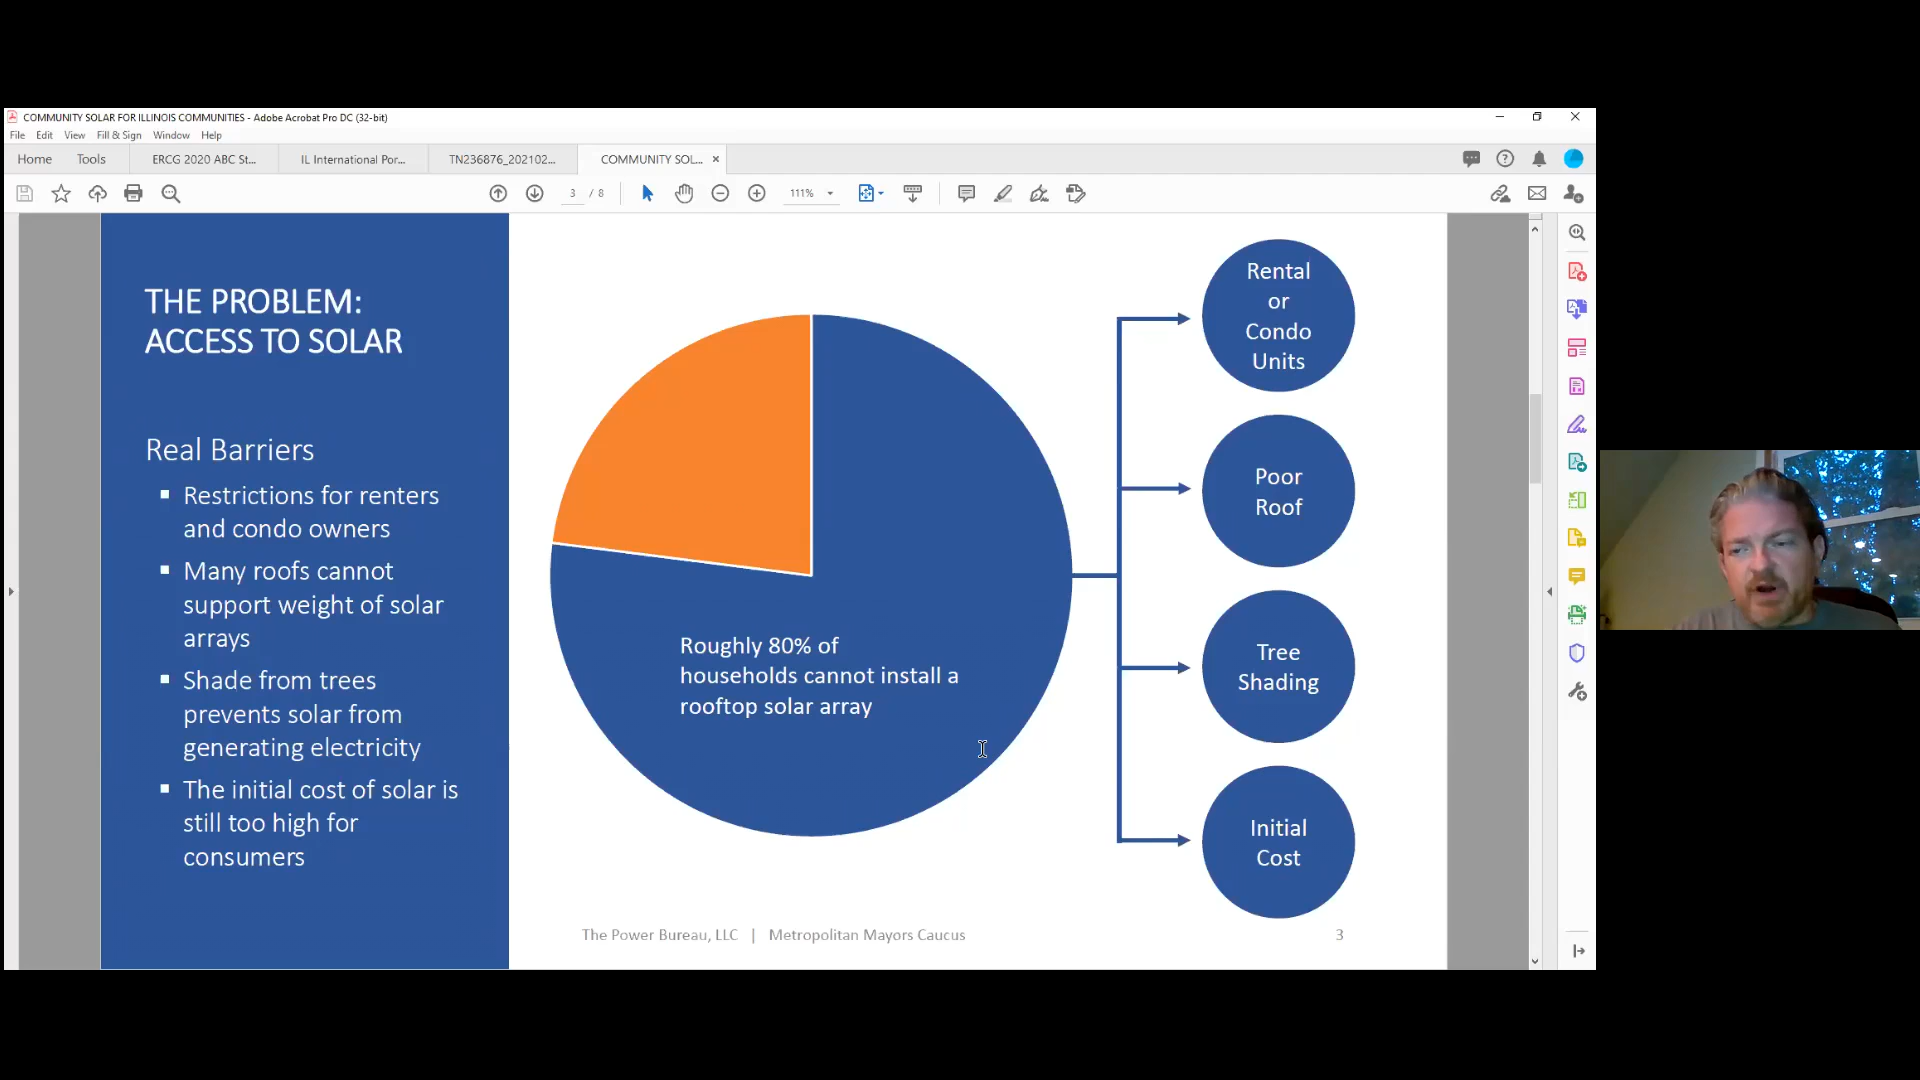 COMMUNITY SOLAR FOR ILLINOIS COMMUNITIES - Adobe Acrobat Pro DC (32-bit)
File Edit View Fill & Sign Window Help
Home Tools ERCG 2020 ABC St... IL International Por... TN236876_202102... COMMUNITY SOL... ×
3 / 8 111%
THE PROBLEM:
ACCESS TO SOLAR
Real Barriers
▪ Restrictions for renters
and condo owners
▪ Many roofs cannot
support weight of solar
arrays
▪ Shade from trees
prevents solar from
generating electricity
▪ The initial cost of solar is
still too high for
consumers
Roughly 80% of
households cannot install a
rooftop solar array
Rental
or
Condo
Units
Poor
Roof
Tree
Shading
Initial
Cost
The Power Bureau, LLC | Metropolitan Mayors Caucus
3